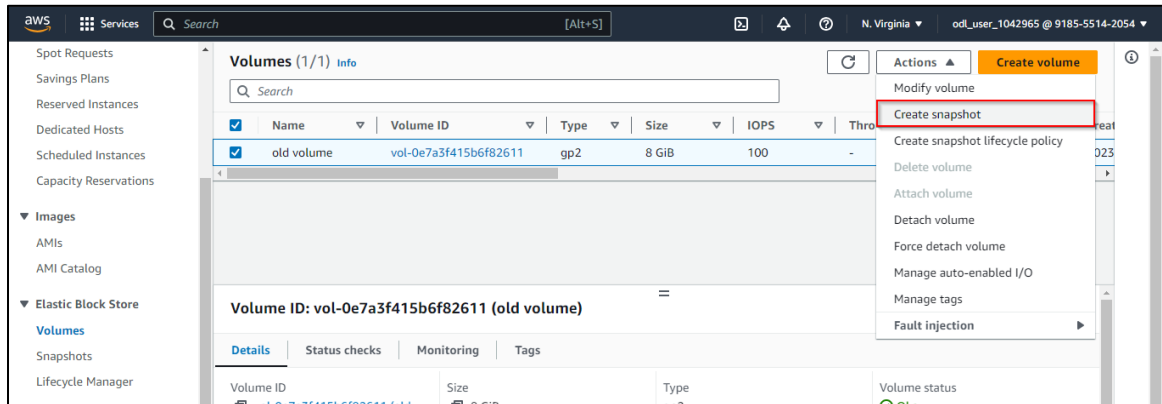 aws Services Search [Alt+S] N. Virginia ▼ odl_user_1042965 @ 9185-5514-2054 ▼
Spot Requests
Savings Plans
Reserved Instances
Dedicated Hosts
Scheduled Instances
Capacity Reservations
▼ Images
AMIs
AMI Catalog
▼ Elastic Block Store
Volumes
Snapshots
Lifecycle Manager
Volumes (1/1) Info
Actions ▲ Create volume
Search
Name Volume ID Type Size IOPS Thro
old volume vol-0e7a3f415b6f82611 gp2 8 GiB 100 -
Modify volume
Create snapshot
Create snapshot lifecycle policy
Delete volume
Attach volume
Detach volume
Force detach volume
Manage auto-enabled I/O
Manage tags
Fault injection ▶
Volume ID: vol-0e7a3f415b6f82611 (old volume)
Details Status checks Monitoring Tags
Volume ID Size Type Volume status